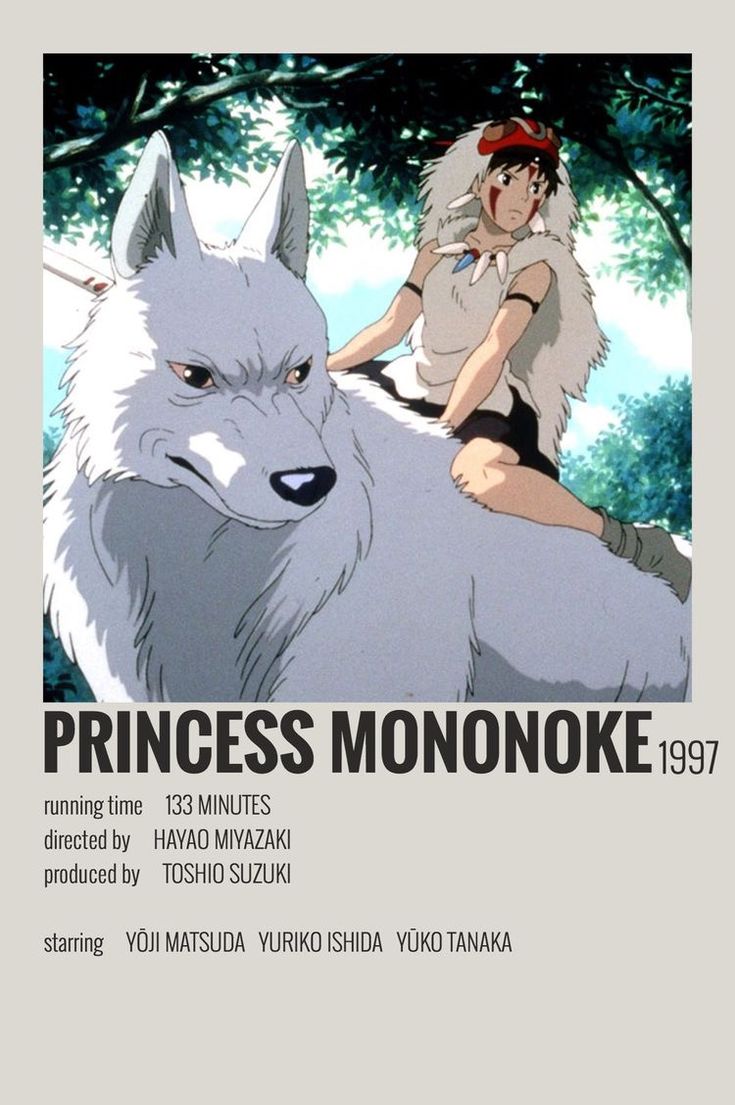 PRINCESS MONONOKE 1997
running time 133 MINUTES
directed by HAYAO MIYAZAKI
produced by TOSHIO SUZUKI
starring YŌJI MATSUDA YURIKO ISHIDA YŪKO TANAKA